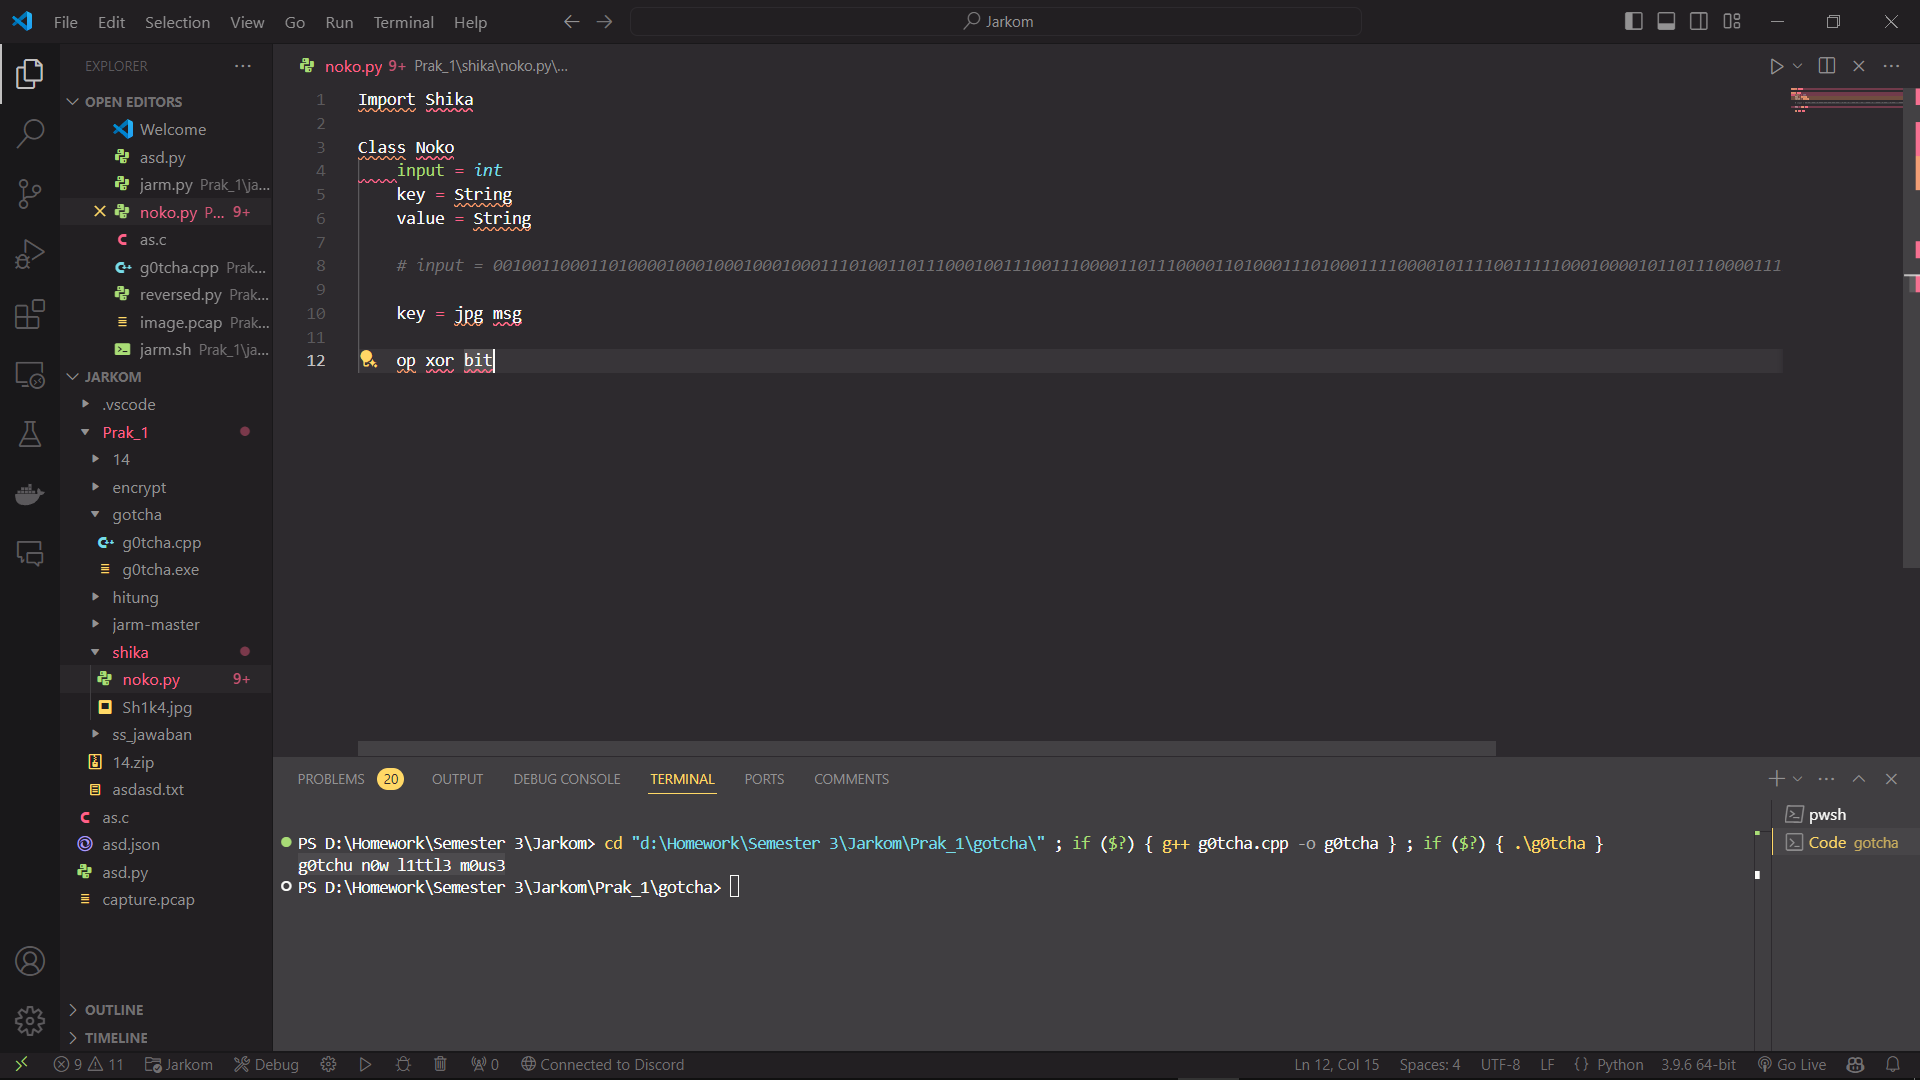 File Edit Selection View Go Run Terminal Help
Jarkom
EXPLORER
OPEN EDITORS
Welcome
asd.py
jarm.py Prak_1\ja...
noko.py P... 9+
as.c
g0tcha.cpp Prak...
reversed.py Prak...
image.pcap Prak...
jarm.sh Prak_1\ja...
JARKOM
.vscode
Prak_1
14
encrypt
gotcha
g0tcha.cpp
g0tcha.exe
hitung
jarm-master
shika
noko.py 9+
Sh1k4.jpg
ss_jawaban
14.zip
asdasd.txt
as.c
asd.json
asd.py
capture.pcap
OUTLINE
TIMELINE
noko.py 9+ Prak_1\shika\noko.py\...
1 Import Shika
2
3 Class Noko
4 input = int
5 key = String
6 value = String
7
8 # input =
9
10 key = jpg msg
11
12 op xor bit
PROBLEMS 20 OUTPUT DEBUG CONSOLE TERMINAL PORTS COMMENTS
PS D:\Homework\Semester 3\Jarkom> cd "d:\Homework\Semester 3\Jarkom\Prak_1\gotcha\" ; if ($?) { g++ g0tcha.cpp -o g0tcha } ; if ($?) { .\g0tcha }
g0tchu n0w l1ttl3 m0us3
PS D:\Homework\Semester 3\Jarkom\Prak_1\gotcha>
pwsh
Code gotcha
9 11 Jarkom Debug 0 Connected to Discord Ln 12, Col 15 Spaces: 4 UTF-8 LF {} Python 3.9.6 64-bit Go Live